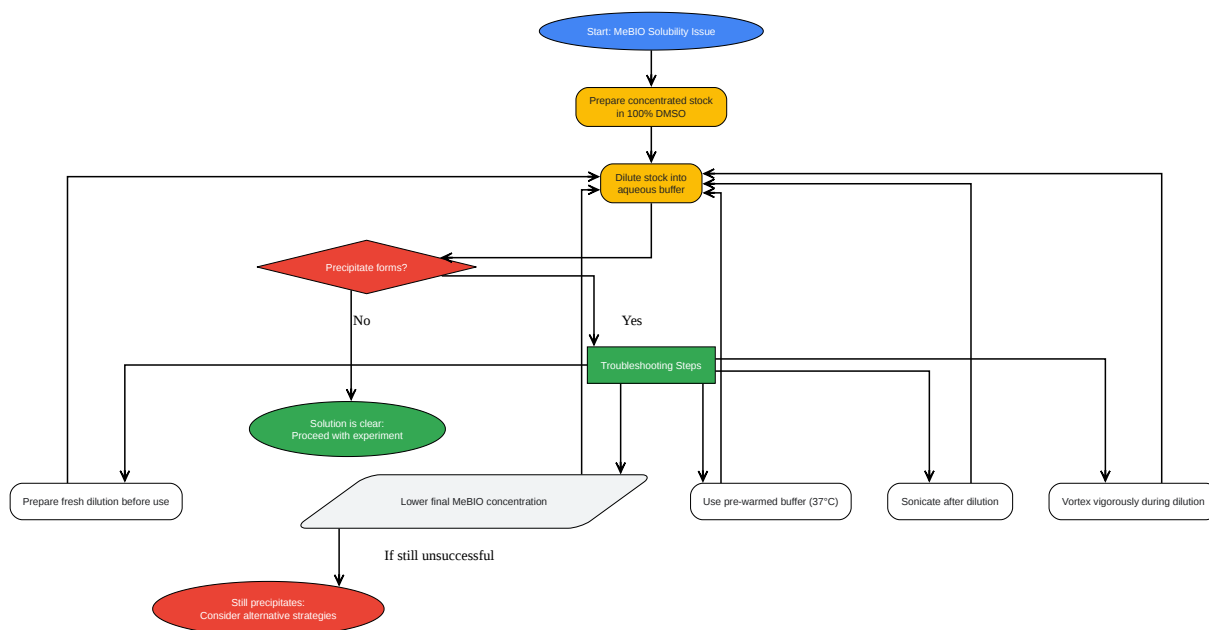 Start: MeBIO Solubility Issue
Prepare concentrated stock
in 100% DMSO
Dilute stock into
aqueous buffer
Precipitate forms?
No
Yes
Troubleshooting Steps
Solution is clear:
Proceed with experiment
Prepare fresh dilution before use
Lower final MeBIO concentration
Use pre-warmed buffer (37°C)
Sonicate after dilution
Vortex vigorously during dilution
If still unsuccessful
Still precipitates:
Consider alternative strategies